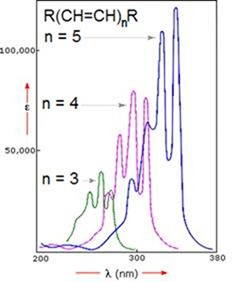 R(CH=CH)nR
n = 5
100,000
n = 4
ε
50,000
n = 3
200 300 380
λ (nm)